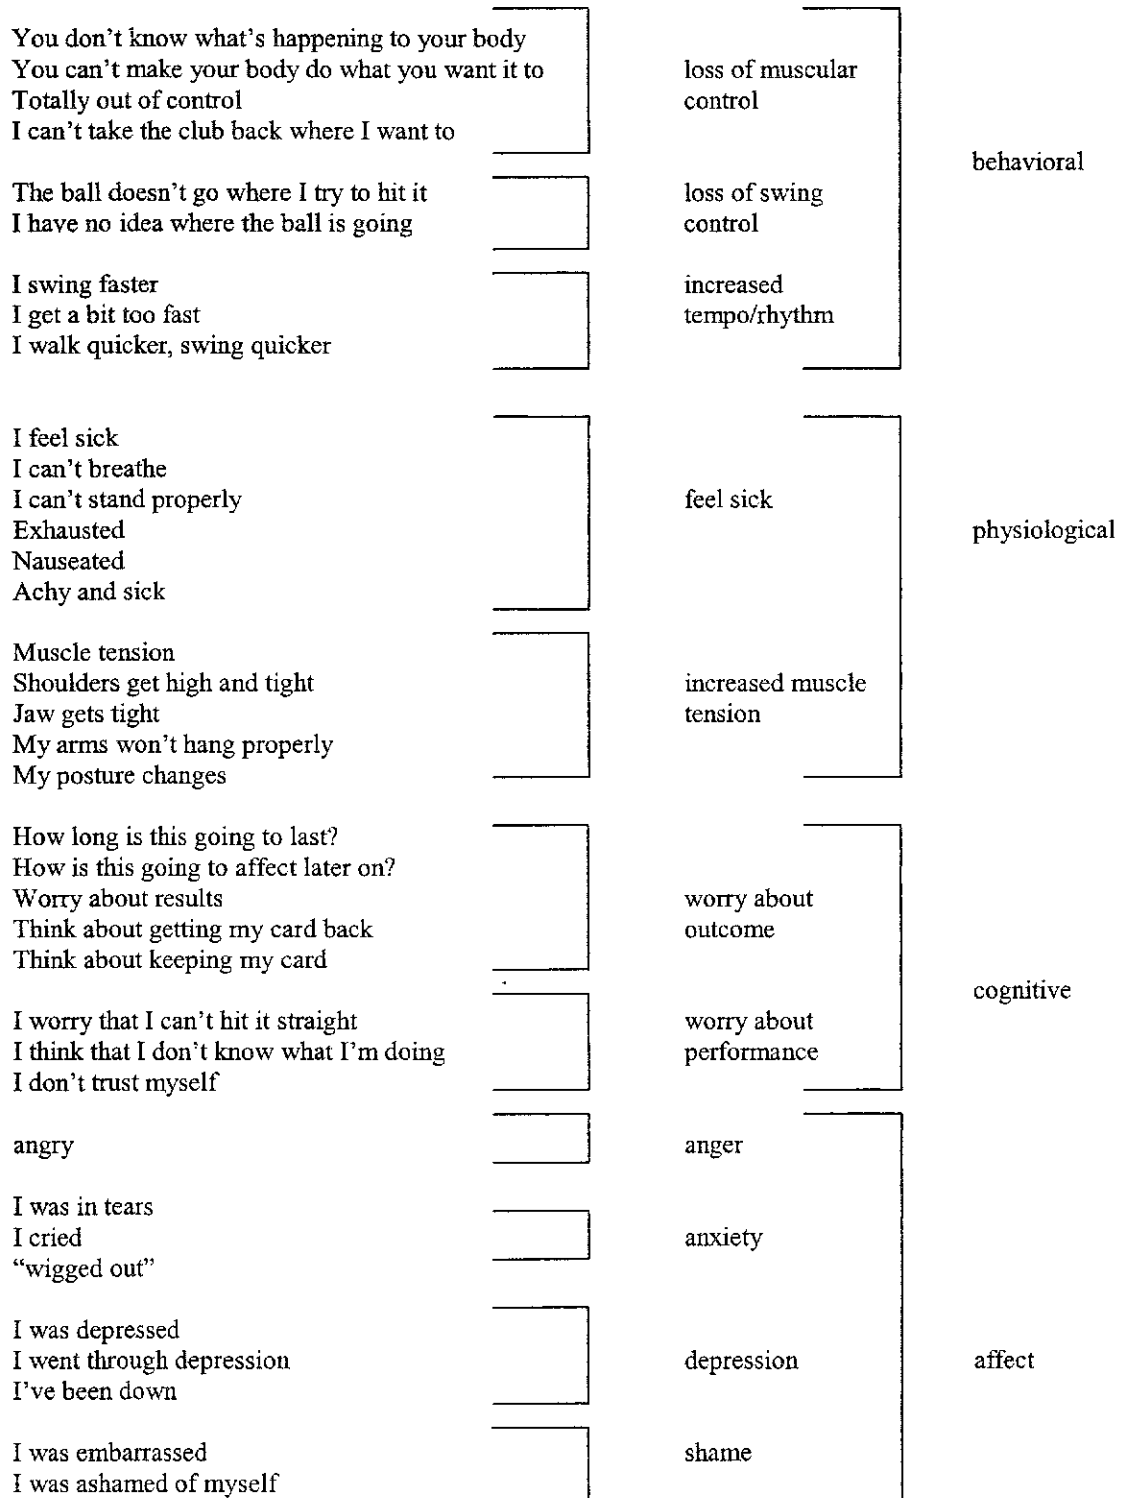 You don't know what's happening to your body
You can't make your body do what you want it to
Totally out of control
I can't take the club back where I want to
loss of muscular
control
The ball doesn't go where I try to hit it
I have no idea where the ball is going
loss of swing
control
I swing faster
I get a bit too fast
I walk quicker, swing quicker
increased
tempo/rhythm
behavioral
I feel sick
I can't breathe
I can't stand properly
Exhausted
Nauseated
Achy and sick
feel sick
Muscle tension
Shoulders get high and tight
Jaw gets tight
My arms won't hang properly
My posture changes
increased muscle
tension
physiological
How long is this going to last?
How is this going to affect later on?
Worry about results
Think about getting my card back
Think about keeping my card
worry about
outcome
I worry that I can't hit it straight
I think that I don't know what I'm doing
I don't trust myself
worry about
performance
cognitive
angry
anger
I was in tears
I cried
"wigged out"
anxiety
I was depressed
I went through depression
I've been down
depression
I was embarrassed
I was ashamed of myself
shame
affect